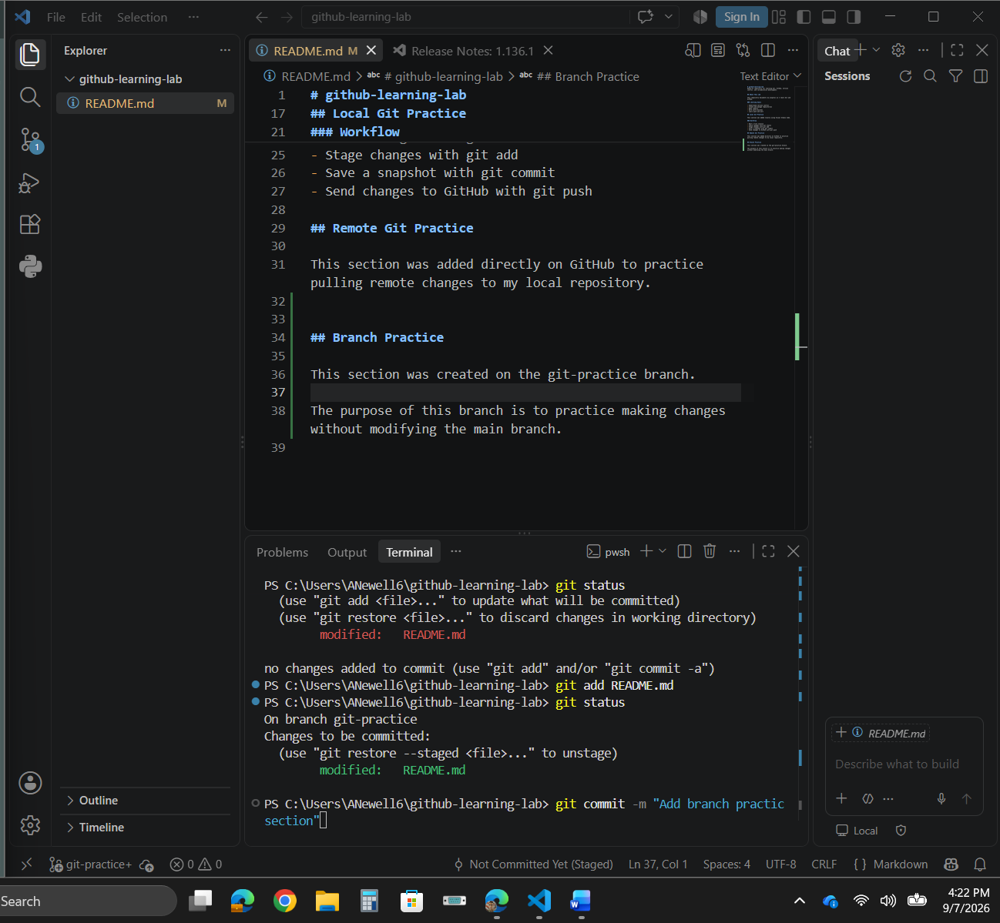 File Edit Selection ··· github-learning-lab Sign In
Explorer ···
github-learning-lab
README.md M
README.md M Release Notes: 1.136.1
README.md > # github-learning-lab > ## Branch Practice Text Editor
1 # github-learning-lab
17 ## Local Git Practice
21 ### Workflow
25 - Stage changes with git add
26 - Save a snapshot with git commit
27 - Send changes to GitHub with git push
28
29 ## Remote Git Practice
30
31 This section was added directly on GitHub to practice
pulling remote changes to my local repository.
32
33
34 ## Branch Practice
35
36 This section was created on the git-practice branch.
37
38 The purpose of this branch is to practice making changes
without modifying the main branch.
39
Problems Output Terminal ··· pwsh
PS C:\Users\ANewell6\github-learning-lab> git status
(use "git add <file>..." to update what will be committed)
(use "git restore <file>..." to discard changes in working directory)
modified: README.md
no changes added to commit (use "git add" and/or "git commit -a")
PS C:\Users\ANewell6\github-learning-lab> git add README.md
PS C:\Users\ANewell6\github-learning-lab> git status
On branch git-practice
Changes to be committed:
(use "git restore --staged <file>..." to unstage)
modified: README.md
PS C:\Users\ANewell6\github-learning-lab> git commit -m "Add branch practic
section"
Chat
Sessions
README.md
Describe what to build
Local
1
Outline
Timeline
git-practice+ 0 0 Not Committed Yet (Staged) Ln 37, Col 1 Spaces: 4 UTF-8 CRLF { } Markdown
Search
4:22 PM
9/7/2026